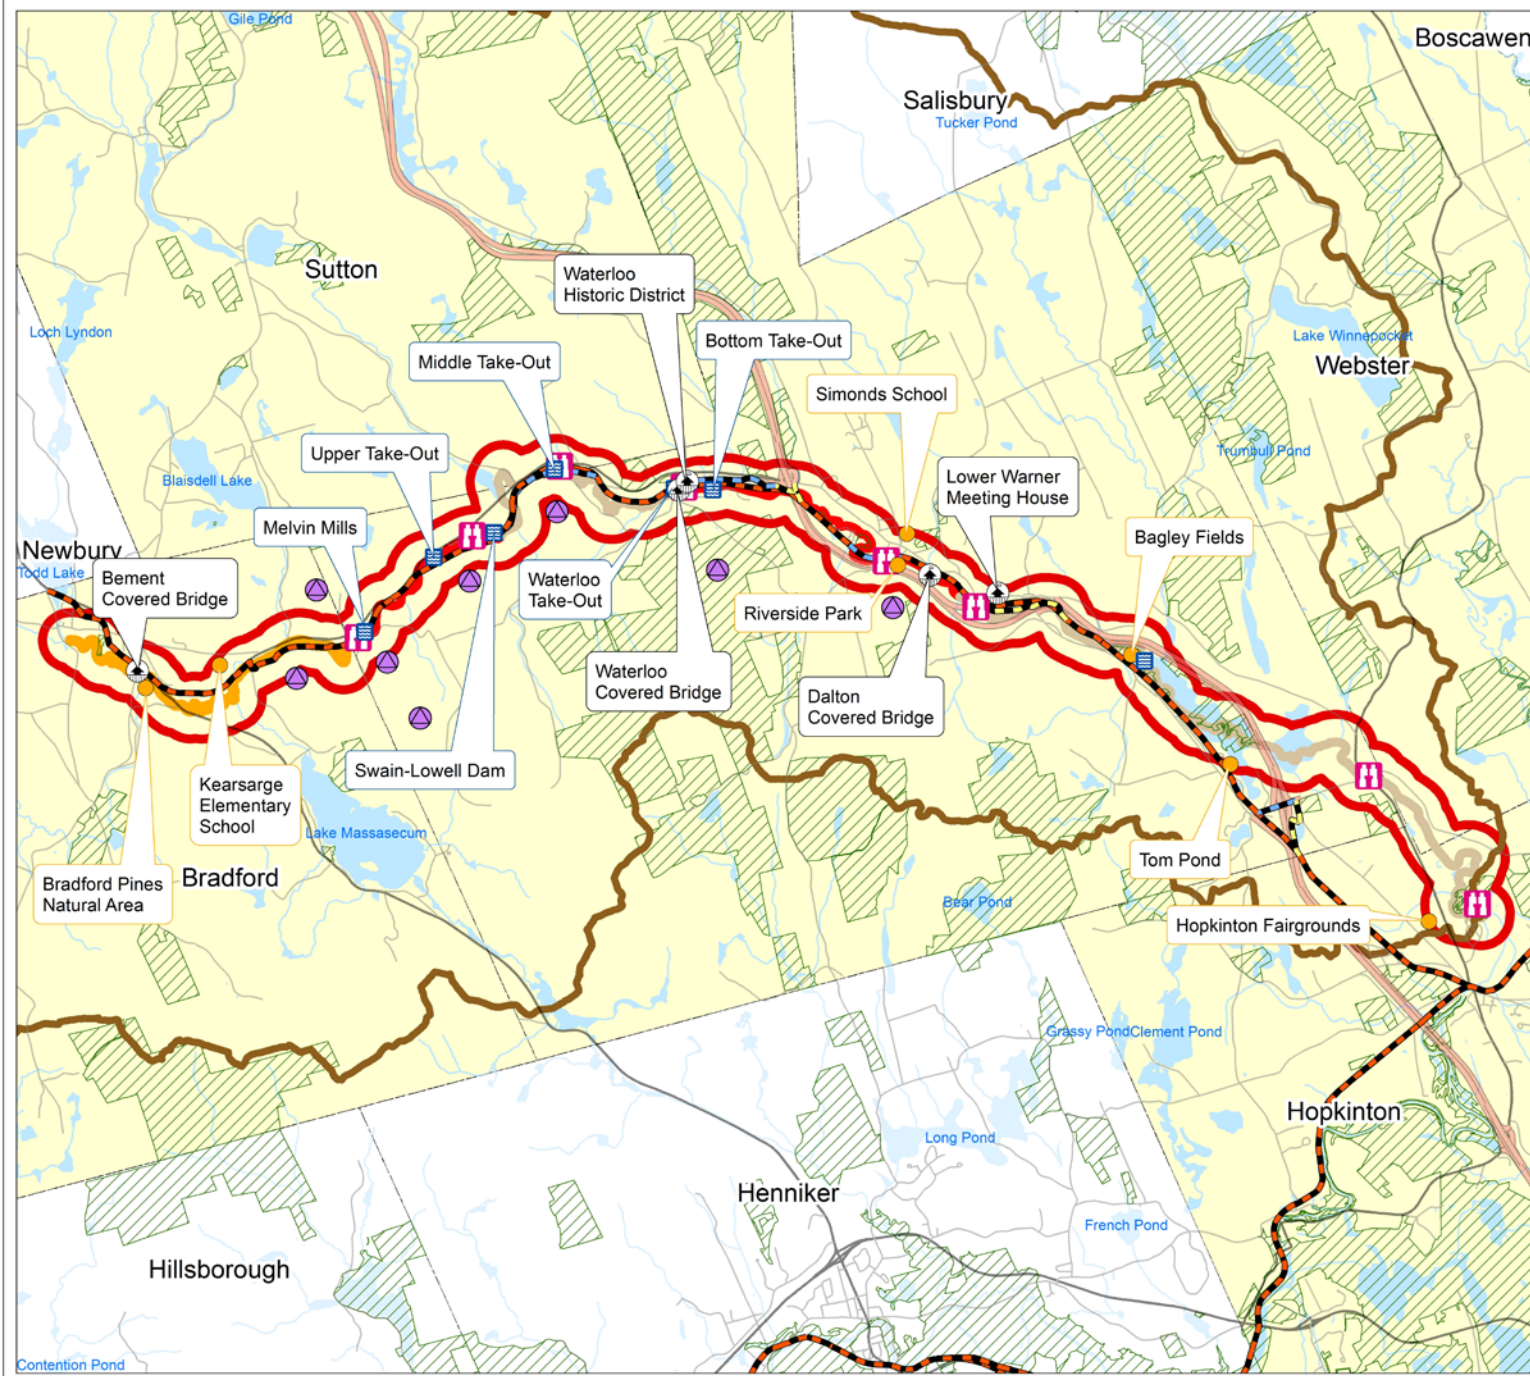 Gile Pond
Boscawen
Salisbury
Tucker Pond
Sutton
Waterloo
Historic District
Loch Lyndon
Lake Winnepocket
Bottom Take-Out
Middle Take-Out
Webster
Simonds School
Upper Take-Out
Trumbull Pond
Blaisdell Lake
Lower Warner
Meeting House
Melvin Mills
Bagley Fields
Newbury
Todd Lake
Bement
Covered Bridge
Waterloo
Take-Out
Riverside Park
Waterloo
Covered Bridge
Dalton
Covered Bridge
Swain-Lowell Dam
Kearsarge
Elementary
School
Lake Massasecum
Tom Pond
Bradford
Bradford Pines
Natural Area
Bear Pond
Hopkinton Fairgrounds
Grassy Pond
Clement Pond
Hopkinton
Long Pond
Henniker
French Pond
Hillsborough
Contention Pond